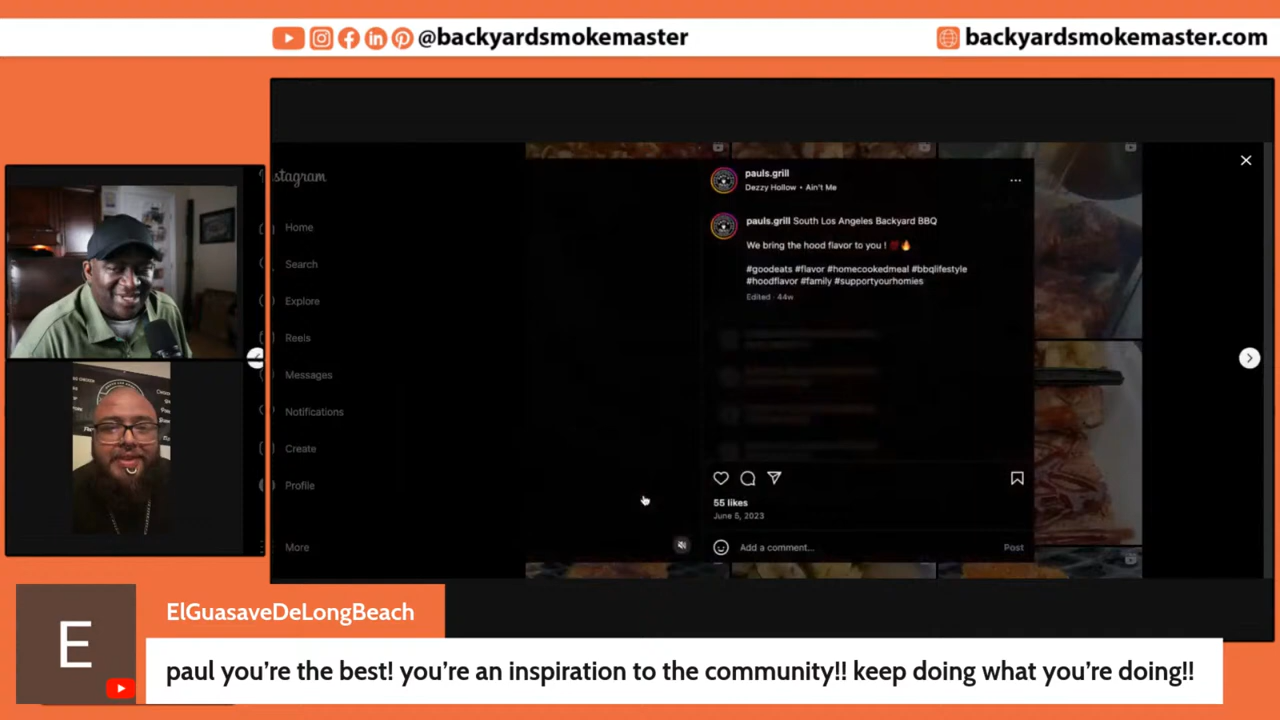 @backyardsmokemaster
backyardsmokemaster.com
Instagram
Home
Search
Explore
Reels
Messages
Notifications
Create
Profile
More
pauls.grill
Dezzy Hollow • Ain't Me
pauls.grill South Los Angeles Backyard BBQ
We bring the hood flavor to you ! 💯🔥
#goodeats #flavor #homecookedmeal #bbqlifestyle
#hoodflavor #family #supportyourhomies
Edited · 44w
55 likes
June 5, 2023
Add a comment...
Post
E
ElGuasaveDeLongBeach
paul you’re the best! you’re an inspiration to the community!! keep doing what you’re doing!!